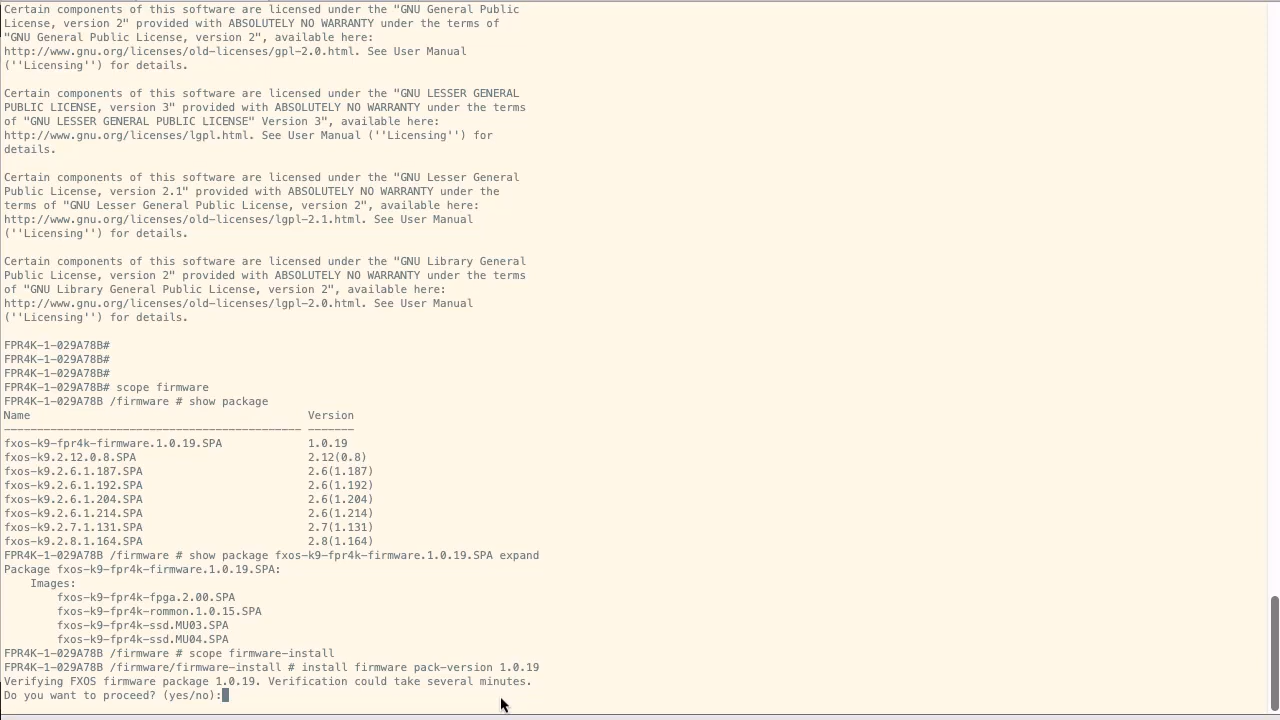 Certain components of this software are licensed under the "GNU General Public
License, version 2" provided with ABSOLUTELY NO WARRANTY under the terms of
"GNU General Public License, version 2", available here:
http://www.gnu.org/licenses/old-licenses/gpl-2.0.html. See User Manual
(''Licensing'') for details.
Certain components of this software are licensed under the "GNU LESSER GENERAL
PUBLIC LICENSE, version 3" provided with ABSOLUTELY NO WARRANTY under the terms
of "GNU LESSER GENERAL PUBLIC LICENSE" Version 3", available here:
http://www.gnu.org/licenses/lgpl.html. See User Manual (''Licensing'') for
details.
Certain components of this software are licensed under the "GNU Lesser General
Public License, version 2.1" provided with ABSOLUTELY NO WARRANTY under the
terms of "GNU Lesser General Public License, version 2", available here:
http://www.gnu.org/licenses/old-licenses/lgpl-2.1.html. See User Manual
(''Licensing'') for details.
Certain components of this software are licensed under the "GNU Library General
Public License, version 2" provided with ABSOLUTELY NO WARRANTY under the terms
of "GNU Library General Public License, version 2", available here:
http://www.gnu.org/licenses/old-licenses/lgpl-2.0.html. See User Manual
(''Licensing'') for details.
FPR4K-1-029A78B#
FPR4K-1-029A78B#
FPR4K-1-029A78B#
FPR4K-1-029A78B# scope firmware
FPR4K-1-029A78B /firmware # show package
Name Version
--------------------------------------------- -------
fxos-k9-fpr4k-firmware.1.0.19.SPA 1.0.19
fxos-k9.2.12.0.8.SPA 2.12(0.8)
fxos-k9.2.6.1.187.SPA 2.6(1.187)
fxos-k9.2.6.1.192.SPA 2.6(1.192)
fxos-k9.2.6.1.204.SPA 2.6(1.204)
fxos-k9.2.6.1.214.SPA 2.6(1.214)
fxos-k9.2.7.1.131.SPA 2.7(1.131)
fxos-k9.2.8.1.164.SPA 2.8(1.164)
FPR4K-1-029A78B /firmware # show package fxos-k9-fpr4k-firmware.1.0.19.SPA expand
Package fxos-k9-fpr4k-firmware.1.0.19.SPA:
Images:
fxos-k9-fpr4k-fpga.2.00.SPA
fxos-k9-fpr4k-rommon.1.0.15.SPA
fxos-k9-fpr4k-ssd.MU03.SPA
fxos-k9-fpr4k-ssd.MU04.SPA
FPR4K-1-029A78B /firmware # scope firmware-install
FPR4K-1-029A78B /firmware/firmware-install # install firmware pack-version 1.0.19
Verifying FXOS firmware package 1.0.19. Verification could take several minutes.
Do you want to proceed? (yes/no):